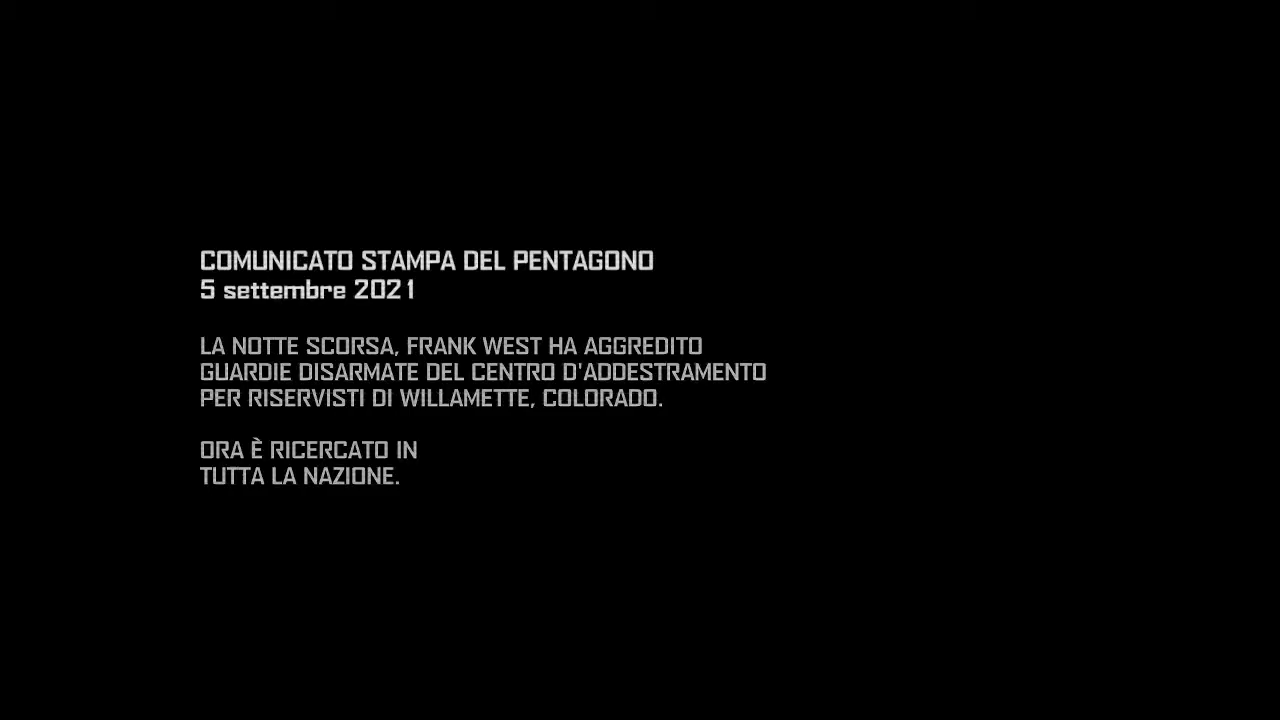 COMUNICATO STAMPA DEL PENTAGONO
5 settembre 2021
LA NOTTE SCORSA, FRANK WEST HA AGGREDITO
GUARDIE DISARMATE DEL CENTRO D'ADDESTRAMENTO
PER RISERVISTI DI WILLAMETTE, COLORADO.
ORA È RICERCATO IN
TUTTA LA NAZIONE.